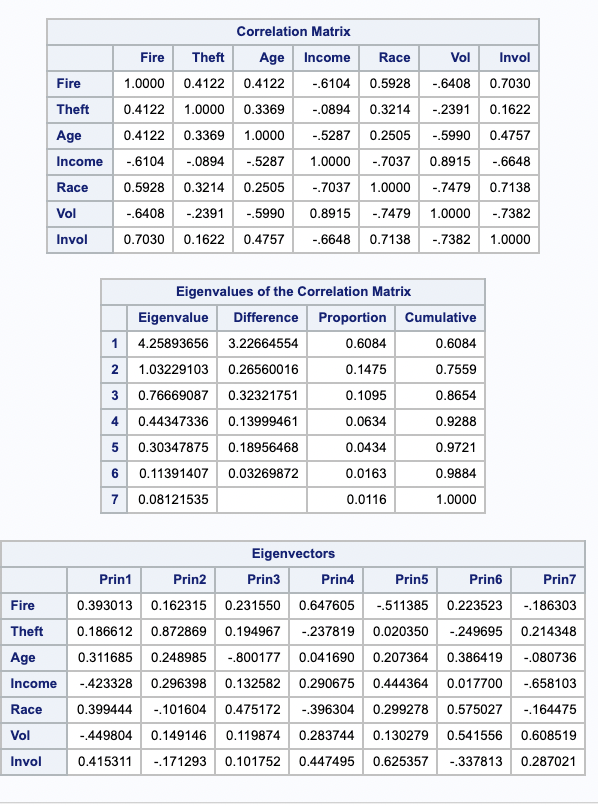 Correlation Matrix
Fire Theft Age Income Race Vol Invol
Fire 1.0000 0.4122 0.4122 -.6104 0.5928 -.6408 0.7030
Theft 0.4122 1.0000 0.3369 -.0894 0.3214 -.2391 0.1622
Age 0.4122 0.3369 1.0000 -.5287 0.2505 -.5990 0.4757
Income -.6104 -.0894 -.5287 1.0000 -.7037 0.8915 -.6648
Race 0.5928 0.3214 0.2505 -.7037 1.0000 -.7479 0.7138
Vol -.6408 -.2391 -.5990 0.8915 -.7479 1.0000 -.7382
Invol 0.7030 0.1622 0.4757 -.6648 0.7138 -.7382 1.0000
Eigenvalues of the Correlation Matrix
Eigenvalue Difference Proportion Cumulative
1 4.25893656 3.22664554 0.6084 0.6084
2 1.03229103 0.26560016 0.1475 0.7559
3 0.76669087 0.32321751 0.1095 0.8654
4 0.44347336 0.13999461 0.0634 0.9288
5 0.30347875 0.18956468 0.0434 0.9721
6 0.11391407 0.03269872 0.0163 0.9884
7 0.08121535 0.0116 1.0000
Eigenvectors
Prin1 Prin2 Prin3 Prin4 Prin5 Prin6 Prin7
Fire 0.393013 0.162315 0.231550 0.647605 -.511385 0.223523 -.186303
Theft 0.186612 0.872869 0.194967 -.237819 0.020350 -.249695 0.214348
Age 0.311685 0.248985 -.800177 0.041690 0.207364 0.386419 -.080736
Income -.423328 0.296398 0.132582 0.290675 0.444364 0.017700 -.658103
Race 0.399444 -.101604 0.475172 -.396304 0.299278 0.575027 -.164475
Vol -.449804 0.149146 0.119874 0.283744 0.130279 0.541556 0.608519
Invol 0.415311 -.171293 0.101752 0.447495 0.625357 -.337813 0.287021